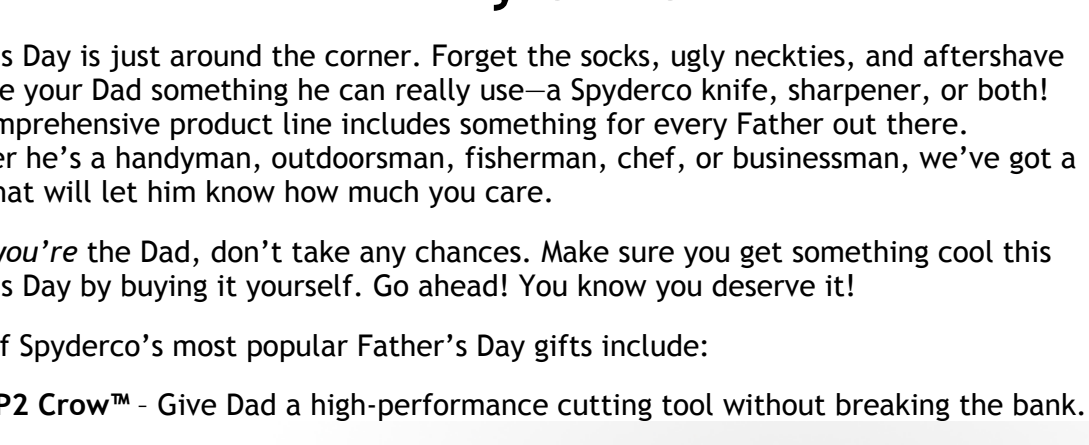 s Day is just around the corner. Forget the socks, ugly neckties, and aftershave
e your Dad something he can really use—a Spyderco knife, sharpener, or both!
mprehensive product line includes something for every Father out there.
er he's a handyman, outdoorsman, fisherman, chef, or businessman, we've got a
hat will let him know how much you care.
you're the Dad, don't take any chances. Make sure you get something cool this
s Day by buying it yourself. Go ahead! You know you deserve it!
f Spyderco's most popular Father's Day gifts include:
P2 Crow™ – Give Dad a high-performance cutting tool without breaking the bank.